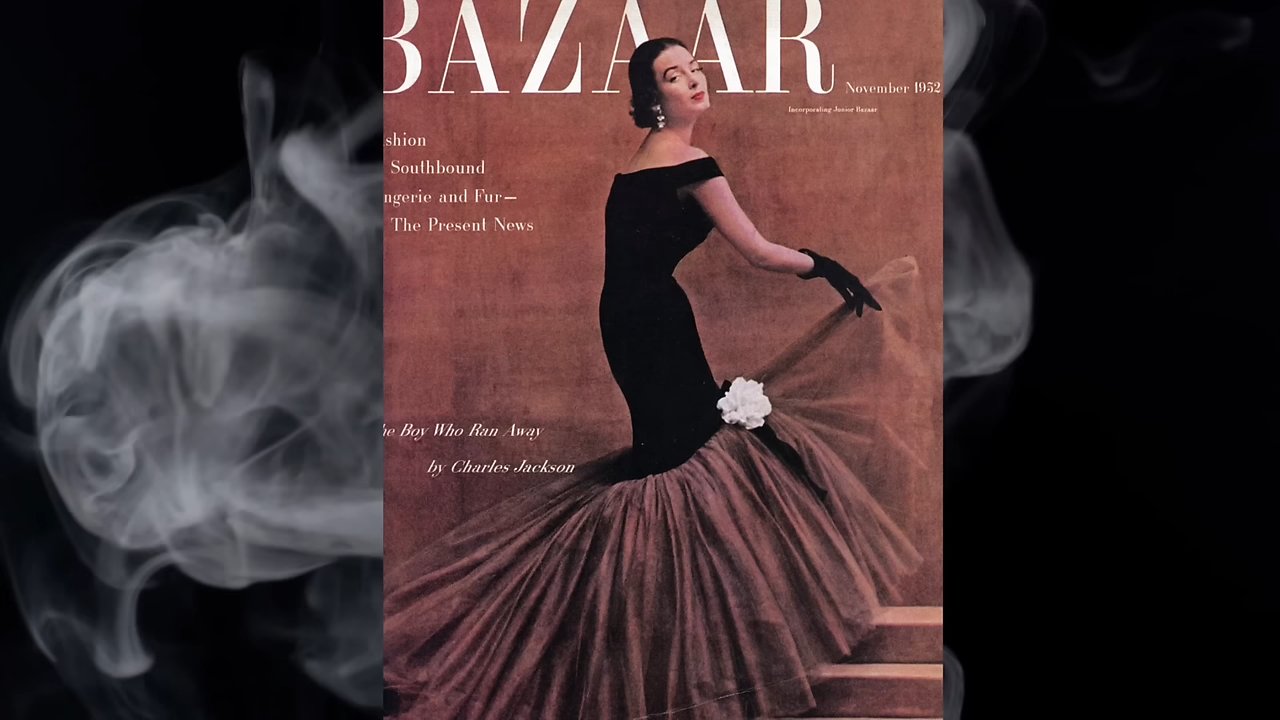 BAZAAR
November 1952
Incorporating Junior Bazaar
shion
Southbound
ngerie and Fur—
The Present News
he Boy Who Ran Away
by Charles Jackson